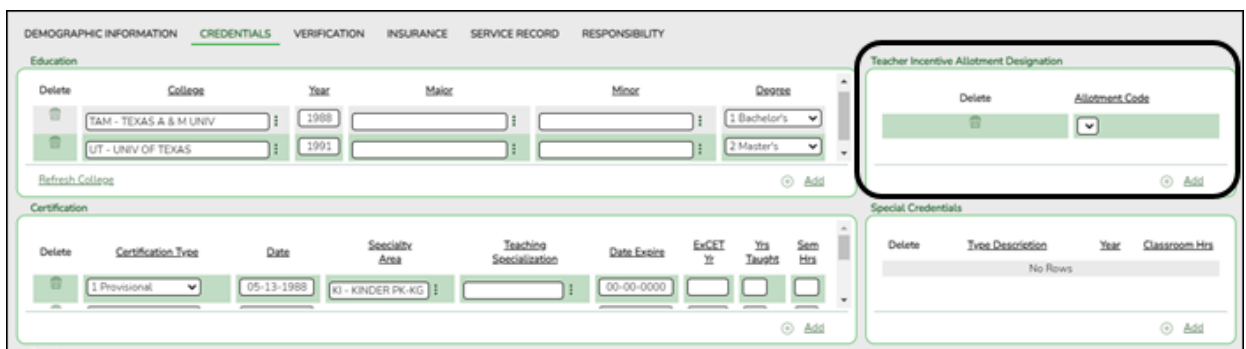 DEMOGRAPHIC INFORMATION CREDENTIALS VERIFICATION INSURANCE SERVICE RECORD RESPONSIBILITY
Education
Delete College Year Major Minor Degree
TAM - TEXAS A & M UNIV 1988 1 Bachelor's
UT - UNIV OF TEXAS 1991 2 Master's
Refresh College Add
Teacher Incentive Allotment Designation
Delete Allotment Code
Add
Certification
Delete Certification Type Date Specialty Area Teaching Specialization Date Expire ExCET Yr Yrs Taught Sem Hrs
1 Provisional 05-13-1988 KI - KINDER PK-KG 00-00-0000
Add
Special Credentials
Delete Type Description Year Classroom Hrs
No Rows
Add